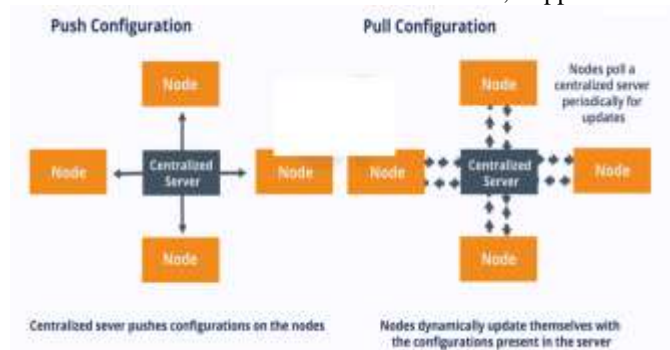 Push Configuration
Pull Configuration
Node
Node
Centralized
Server
Node
Node
Centralized sever pushes configurations on the nodes
Node
Nodes poll a
centralized server
periodically for
updates
Node
Centralized
Server
Node
Node
Nodes dynamically update themselves with
the configurations present in the server